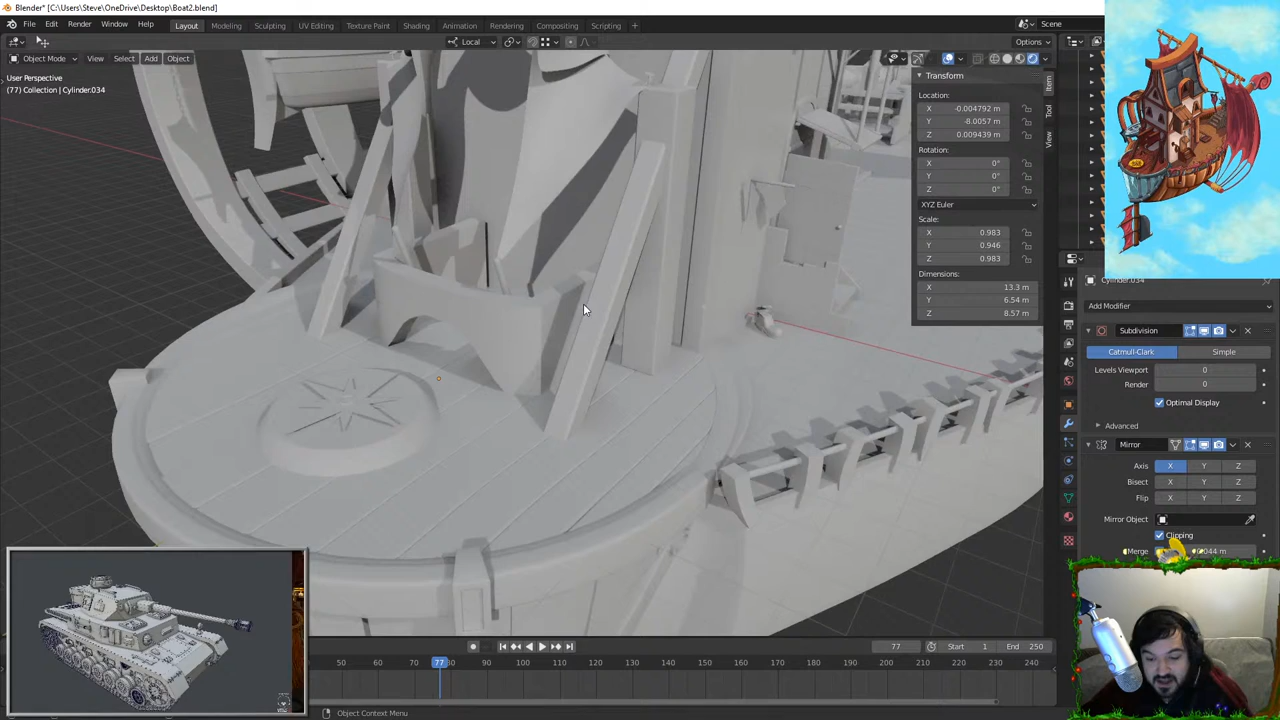 Blender* [C:\Users\Steve\OneDrive\Desktop\Boat2.blend]
File Edit Render Window Help
Layout Modeling Sculpting UV Editing Texture Paint Shading Animation Rendering Compositing Scripting +
Scene
Local
Options
Object Mode View Select Add Object
User Perspective
(77) Collection | Cylinder.034
Transform
Location:
X -0.004792 m
Y -8.0057 m
Z 0.009439 m
Rotation:
X 0°
Y 0°
Z 0°
XYZ Euler
Scale:
X 0.983
Y 0.946
Z 0.983
Dimensions:
X 13.3 m
Y 6.54 m
Z 8.57 m
Item
Tool
View
Cylinder.034
Add Modifier
Subdivision
Catmull-Clark Simple
Levels Viewport 0
Render 0
Optimal Display
Advanced
Mirror
Axis X Y Z
Bisect X Y Z
Flip X Y Z
Mirror Object
Clipping
Merge
77 Start 1 End 250
50 60 70 77 80 90 100 110 120 130 140 150 160 170 180 190 200 210 220 230 240 250
Object Context Menu